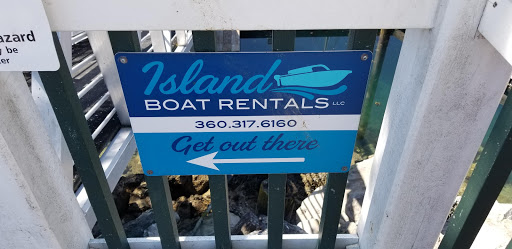 azard
y be
er
Island
BOAT RENTALS LLC
360.317.6160
Get out there